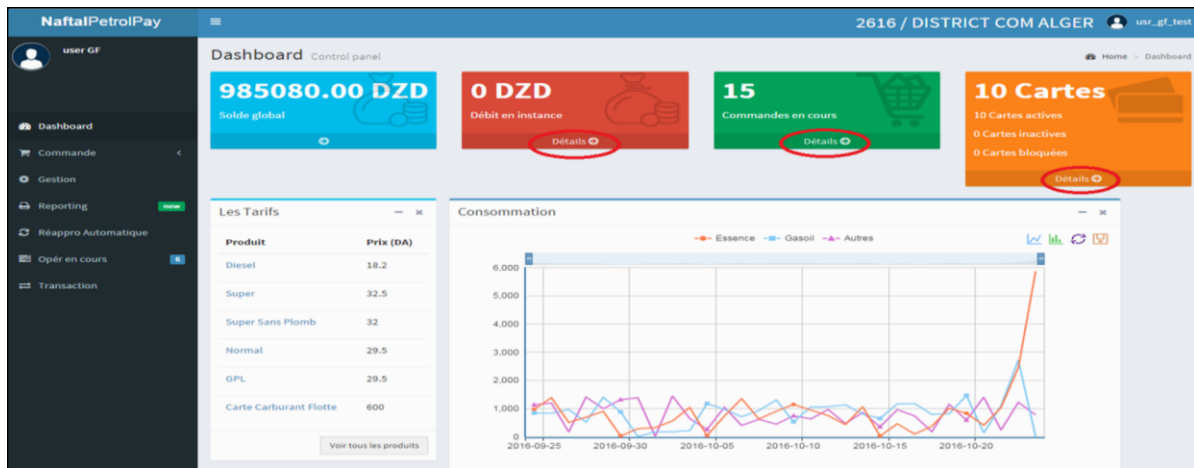 NaftalPetrolPay
2616 / DISTRICT COM ALGER usr_gf_test
user GF
Dashboard
Commande
Gestion
Reporting new
Réappro Automatique
Opér en cours 6
Transaction
Dashboard Control panel
Home > Dashboard
985080.00 DZD
Solde global
0 DZD
Débit en instance
Détails
15
Commandes en cours
Détails
10 Cartes
10 Cartes actives
0 Cartes inactives
0 Cartes bloquées
Détails
Les Tarifs
Produit Prix (DA)
Diesel 18.2
Super 32.5
Super Sans Plomb 32
Normal 29.5
GPL 29.5
Carte Carburant Flotte 600
Voir tous les produits
Consommation
Essence Gasoil Autres
6,000
5,000
4,000
3,000
2,000
1,000
0
2016-09-25 2016-09-30 2016-10-05 2016-10-10 2016-10-15 2016-10-20